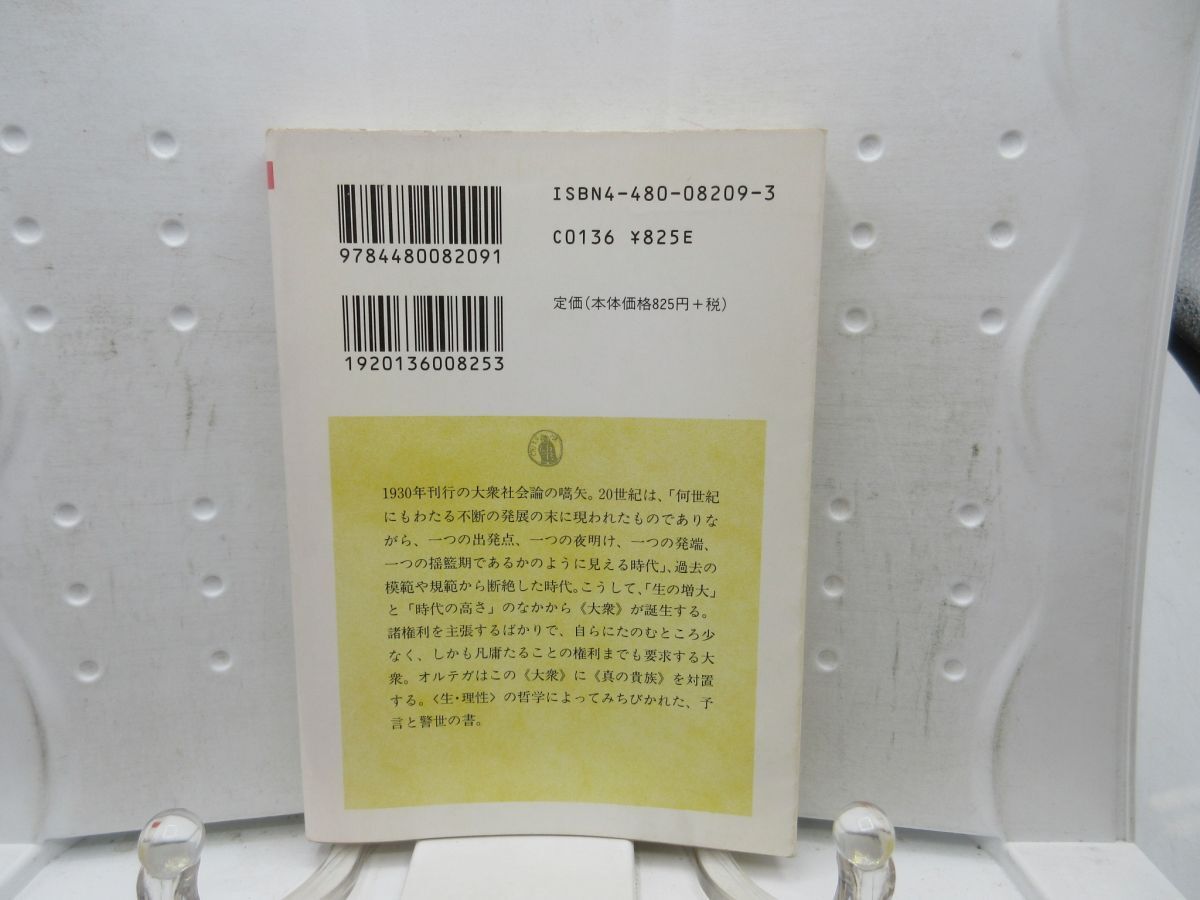 ISBN4-480-08209-3
9784480082091
C0136 ¥825E
1920136008253
定価(本体価格825円+税)
1930年刊行の大衆社会論の嚆矢。20世紀は、「何世紀
にもわたる不断の発展の末に現われたものでありな
がら、一つの出発点、一つの夜明け、一つの発端、
一つの揺籃期であるかのように見える時代」、過去の
模範や規範から断絶した時代。こうして、「生の増大」
と「時代の高さ」のなかから《大衆》が誕生する。
諸権利を主張するばかりで、自らにたのむところ少
なく、しかも凡庸たることの権利までも要求する大
衆。オルテガはこの《大衆》に《真の貴族》を対置
する。〈生・理性〉の哲学によってみちびかれた、予
言と警世の書。